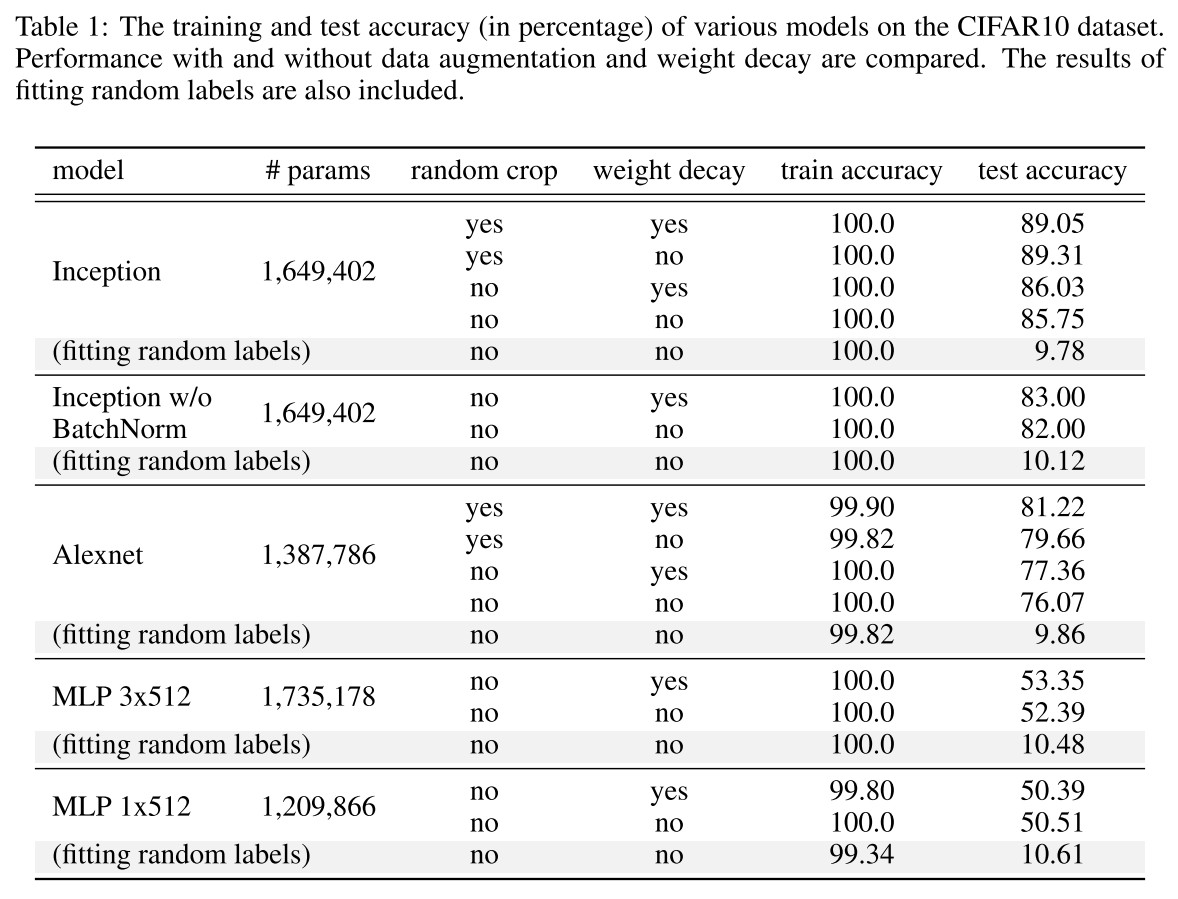 Table 1: The training and test accuracy (in percentage) of various models on the CIFAR10 dataset.
Performance with and without data augmentation and weight decay are compared. The results of
fitting random labels are also included.
model # params random crop weight decay train accuracy test accuracy
yes yes 100.0 89.05
yes no 100.0 89.31
Inception 1,649,402
no yes 100.0 86.03
no no 100.0 85.75
(fitting random labels) no no 100.0 9.78
Inception w/o no yes 100.0 83.00
1,649,402
BatchNorm no no 100.0 82.00
(fitting random labels) no no 100.0 10.12
yes yes 99.90 81.22
yes no 99.82 79.66
Alexnet 1,387,786
no yes 100.0 77.36
no no 100.0 76.07
(fitting random labels) no no 99.82 9.86
no yes 100.0 53.35
MLP 3x512 1,735,178
no no 100.0 52.39
(fitting random labels) no no 100.0 10.48
no yes 99.80 50.39
MLP 1x512 1,209,866
no no 100.0 50.51
(fitting random labels) no no 99.34 10.61